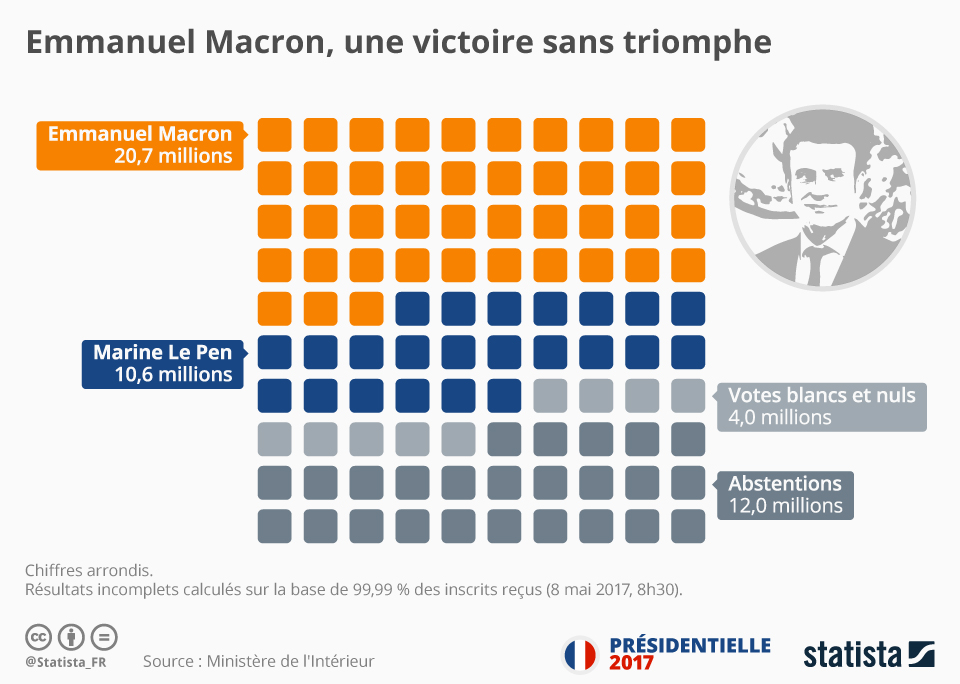 Emmanuel Macron, une victoire sans triomphe
Emmanuel Macron
20,7 millions
Marine Le Pen
10,6 millions
Votes blancs et nuls
4,0 millions
Abstentions
12,0 millions
Chiffres arrondis.
Résultats incomplets calculés sur la base de 99,99 % des inscrits reçus (8 mai 2017, 8h30).
cc
@Statista_FR
Source : Ministère de l'Intérieur
PRÉSIDENTIELLE
2017
statista